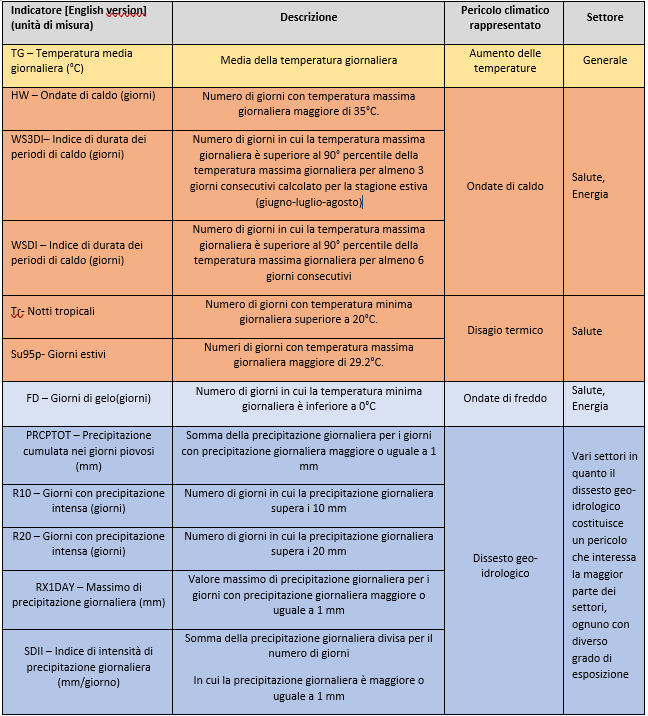 Indicatore [English version]
(unità di misura)
Descrizione
Pericolo climatico
rappresentato
Settore
TG – Temperatura media
giornaliera (°C)
Media della temperatura giornaliera
Aumento delle
temperature
Generale
HW – Ondate di caldo (giorni)
Numero di giorni con temperatura massima
giornaliera maggiore di 35°C.
WS3DI– Indice di durata dei
periodi di caldo (giorni)
Numero di giorni in cui la temperatura massima
giornaliera è superiore al 90° percentile della
temperatura massima giornaliera per almeno 3
giorni consecutivi calcolato per la stagione estiva
(giugno-luglio-agosto)
Ondate di caldo
Salute,
Energia
WSDI – Indice di durata dei
periodi di caldo (giorni)
Numero di giorni in cui la temperatura massima
giornaliera è superiore al 90° percentile della
temperatura massima giornaliera per almeno 6
giorni consecutivi
Tr- Notti tropicali
Numero di giorni con temperatura minima
giornaliera superiore a 20°C.
Disagio termico
Salute
Su95p- Giorni estivi
Numeri di giorni con temperatura massima
giornaliera maggiore di 29.2°C.
FD – Giorni di gelo(giorni)
Numero di giorni in cui la temperatura minima
giornaliera è inferiore a 0°C
Ondate di freddo
Salute,
Energia
PRCPTOT – Precipitazione
cumulata nei giorni piovosi
(mm)
Somma della precipitazione giornaliera per i giorni
con precipitazione giornaliera maggiore o uguale a 1
mm
R10 – Giorni con precipitazione
intensa (giorni)
Numero di giorni in cui la precipitazione giornaliera
supera i 10 mm
R20 – Giorni con precipitazione
intensa (giorni)
Numero di giorni in cui la precipitazione giornaliera
supera i 20 mm
RX1DAY – Massimo di
precipitazione giornaliera (mm)
Valore massimo di precipitazione giornaliera per i
giorni con precipitazione giornaliera maggiore o
uguale a 1 mm
SDII – Indice di intensità di
precipitazione giornaliera
(mm/giorno)
Somma della precipitazione giornaliera divisa per il
numero di giorni
In cui la precipitazione giornaliera è maggiore o
uguale a 1 mm
Dissesto geo-
idrologico
Vari settori in
quanto il
dissesto geo-
idrologico
costituisce
un pericolo
che interessa
la maggior
parte dei
settori,
ognuno con
diverso
grado di
esposizione